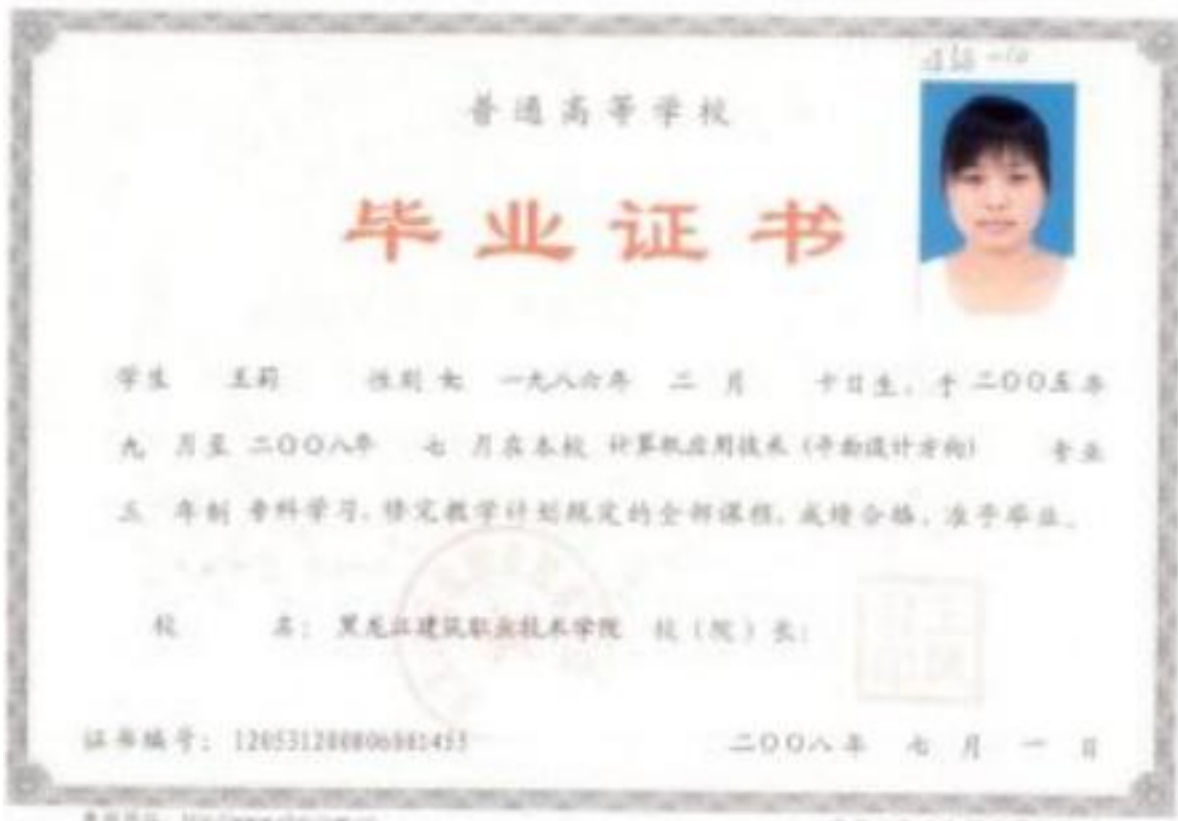 普通高等学校
毕业证书
学生 王莉 性别 女 一九八六年 二 月 十日生，于 二〇〇五年
九 月至 二〇〇八年 七 月在本校 计算机应用技术（平面设计方向） 专业
三 年制 专科学习，修完教学计划规定的全部课程，成绩合格，准予毕业。
校 名：黑龙江建筑职业技术学院 校（院）长：
证书编号： 二〇〇八年 七 月 一 日